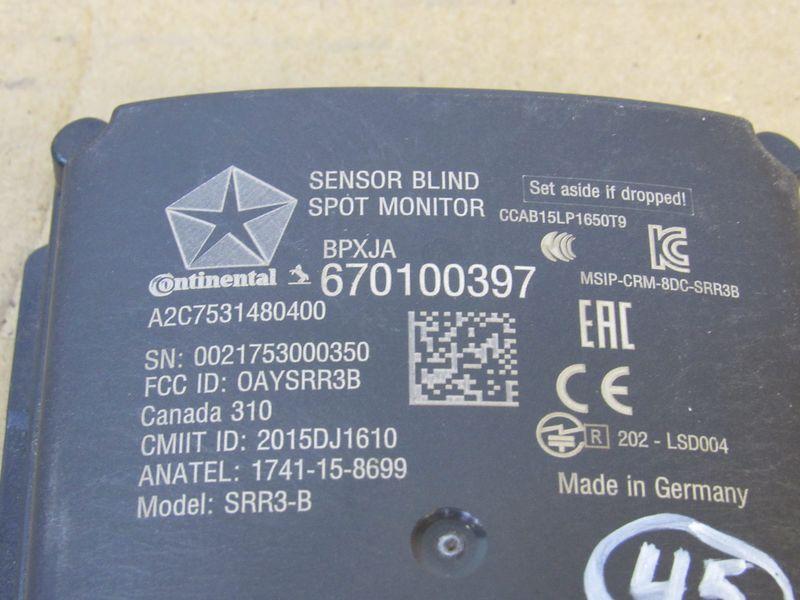 SENSOR BLIND
SPOT MONITOR
Set aside if dropped!
CCAB15LP1650T9
BPXJA
Continental
670100397
MSIP-CRM-8DC-SRR3B
A2C7531480400
EAC
SN: 0021753000350
FCC ID: OAYSRR3B
CE
Canada 310
CMIIT ID: 2015DJ1610
R 202 - LSD004
ANATEL: 1741-15-8699
Made in Germany
Model: SRR3-B
45